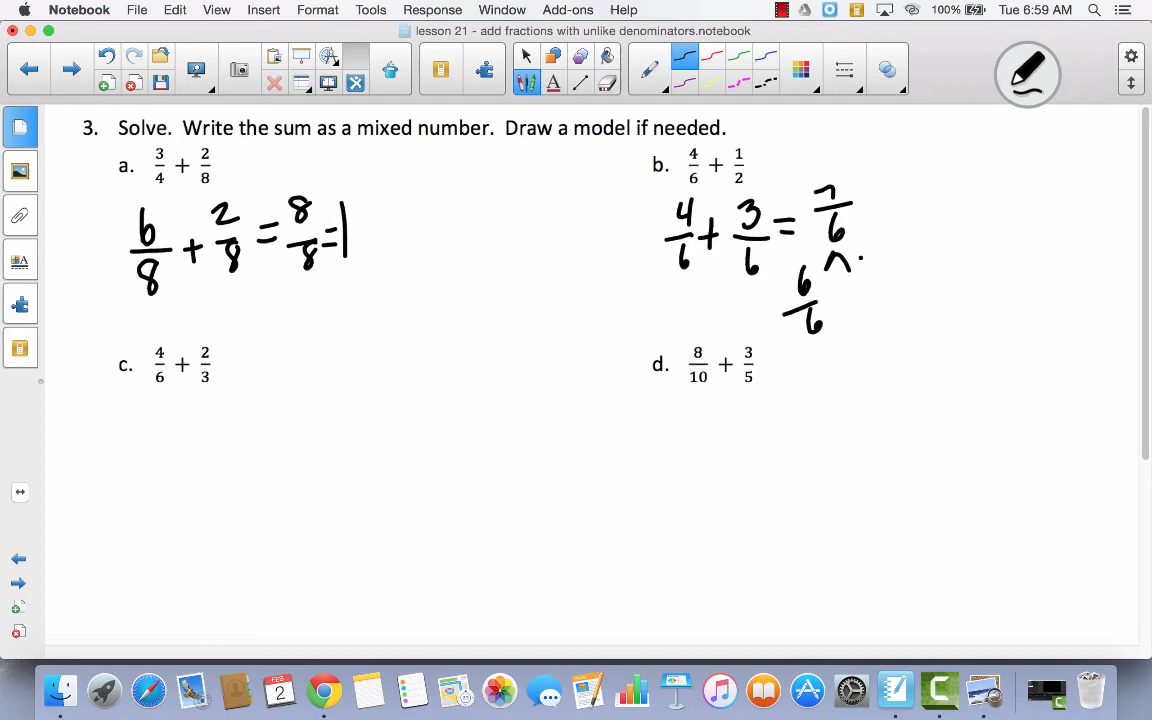 Notebook File Edit View Insert Format Tools Response Window Add-ons Help 100% Tue 6:59 AM
lesson 21 - add fractions with unlike denominators.notebook
3. Solve. Write the sum as a mixed number. Draw a model if needed.
a. 3/4 + 2/8
b. 4/6 + 1/2
6/8 + 2/8 = 8/8 = 1
4/6 + 3/6 = 7/6
6/6
c. 4/6 + 2/3
d. 8/10 + 3/5
FEB
2